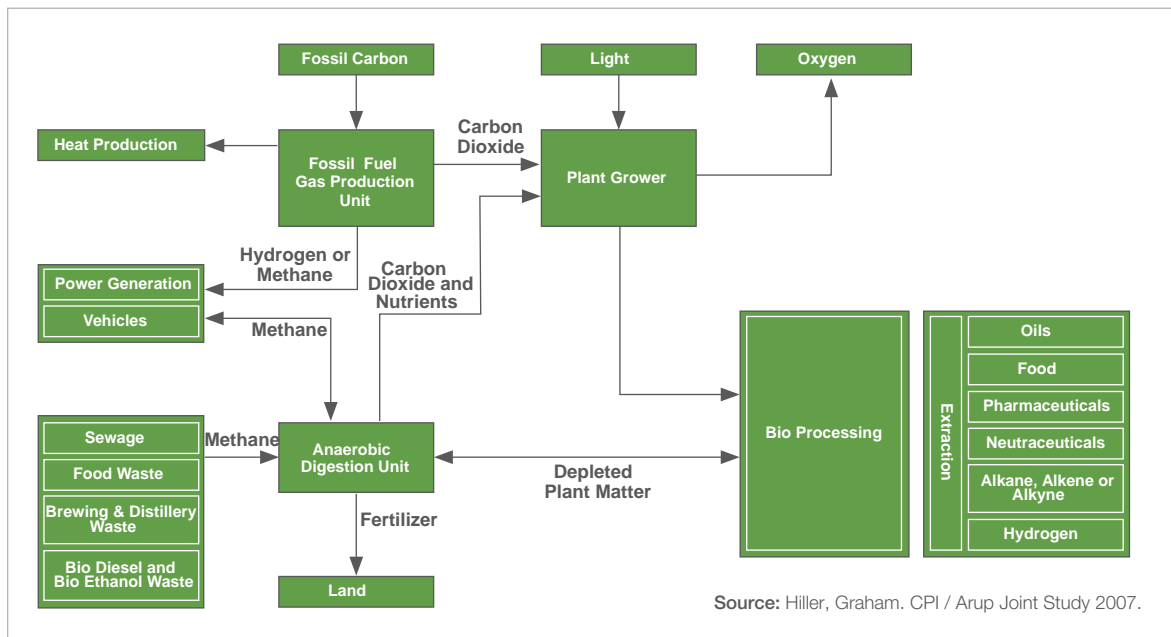 Fossil Carbon
Light
Oxygen
Heat Production
Fossil Fuel
Gas Production
Unit
Carbon
Dioxide
Plant Grower
Hydrogen or
Methane
Carbon
Dioxide and
Nutrients
Power Generation
Vehicles
Methane
Sewage
Food Waste
Brewing & Distillery
Waste
Bio Diesel and
Bio Ethanol Waste
Methane
Anaerobic
Digestion Unit
Depleted
Plant Matter
Fertilizer
Land
Bio Processing
Extraction
Oils
Food
Pharmaceuticals
Neutraceuticals
Alkane, Alkene or
Alkyne
Hydrogen
Source: Hiller, Graham. CPI / Arup Joint Study 2007.